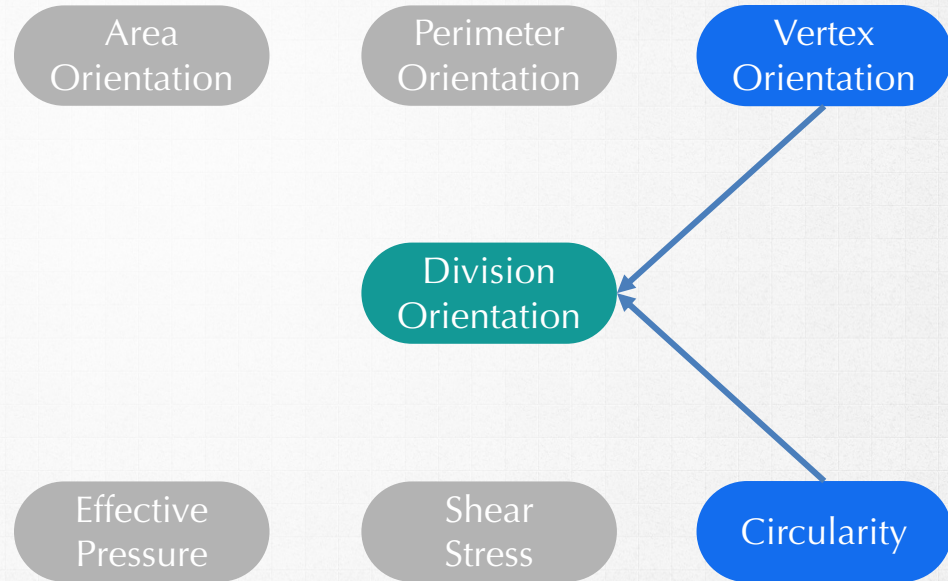 Area
Orientation
Perimeter
Orientation
Vertex
Orientation
Division
Orientation
Effective
Pressure
Shear
Stress
Circularity